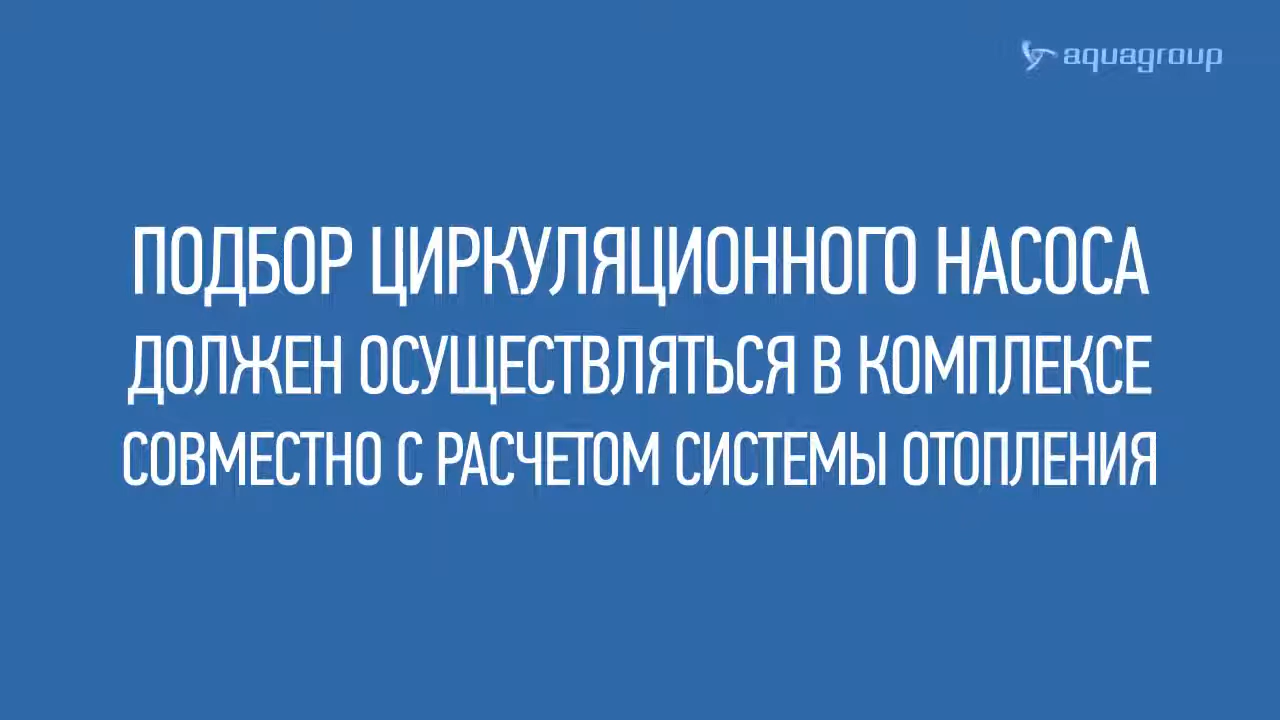 aquagroup
ПОДБОР ЦИРКУЛЯЦИОННОГО НАСОСА
ДОЛЖЕН ОСУЩЕСТВЛЯТЬСЯ В КОМПЛЕКСЕ
СОВМЕСТНО С РАСЧЕТОМ СИСТЕМЫ ОТОПЛЕНИЯ